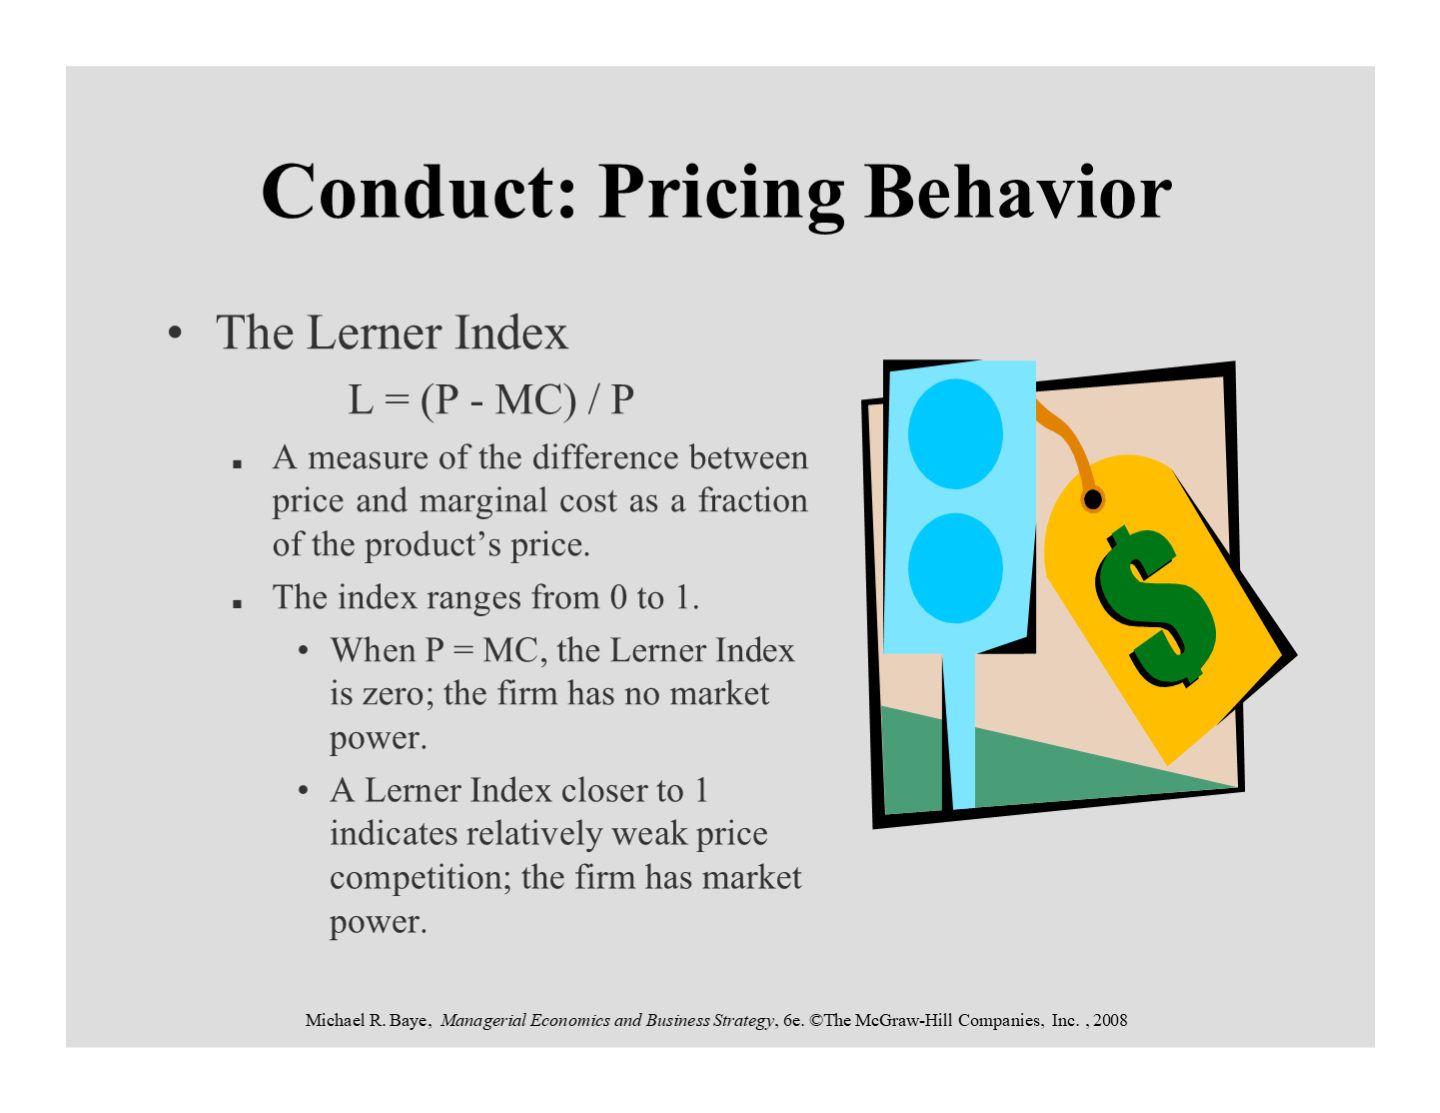 Conduct: Pricing Behavior
• The Lerner Index
L = (P - MC) / P
▪ A measure of the difference between
price and marginal cost as a fraction
of the product’s price.
▪ The index ranges from 0 to 1.
• When P = MC, the Lerner Index
is zero; the firm has no market
power.
• A Lerner Index closer to 1
indicates relatively weak price
competition; the firm has market
power.
$
Michael R. Baye, Managerial Economics and Business Strategy, 6e. ©The McGraw-Hill Companies, Inc. , 2008